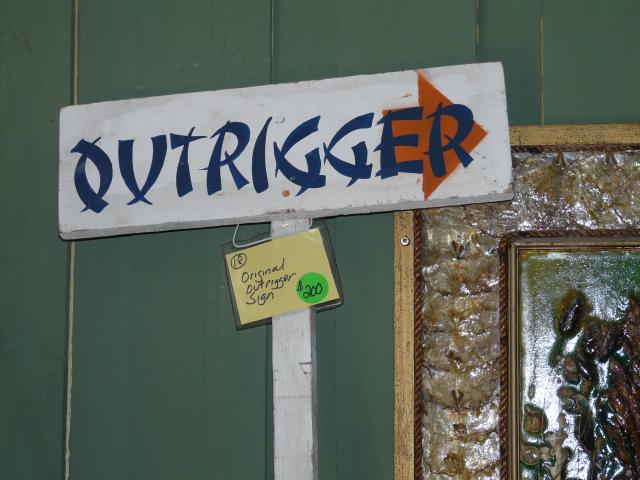 OUTRIGGER
18
Original
Outrigger
Sign
$200